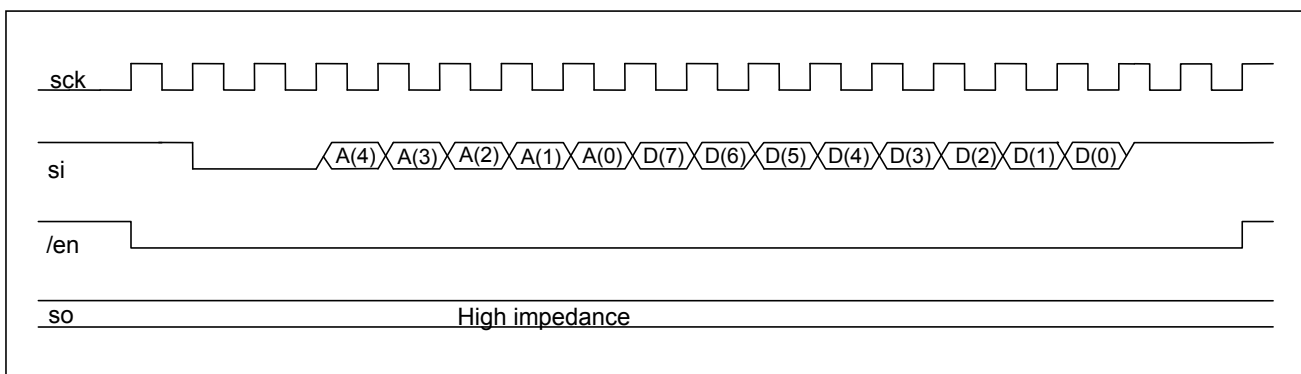 sck
si A(4) A(3) A(2) A(1) A(0) D(7) D(6) D(5) D(4) D(3) D(2) D(1) D(0)
/en
so High impedance